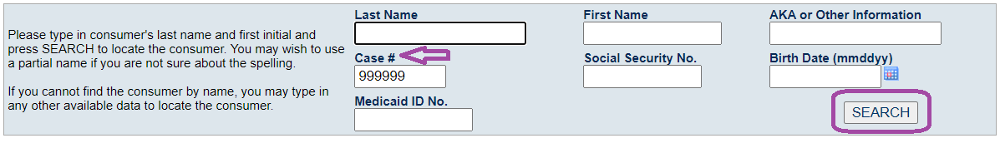 Last Name First Name AKA or Other Information
Please type in consumer's last name and first initial and
press SEARCH to locate the consumer. You may wish to use
a partial name if you are not sure about the spelling.
Case # Social Security No. Birth Date (mmddyy)
999999
If you cannot find the consumer by name, you may type in
any other available data to locate the consumer.
Medicaid ID No.
SEARCH